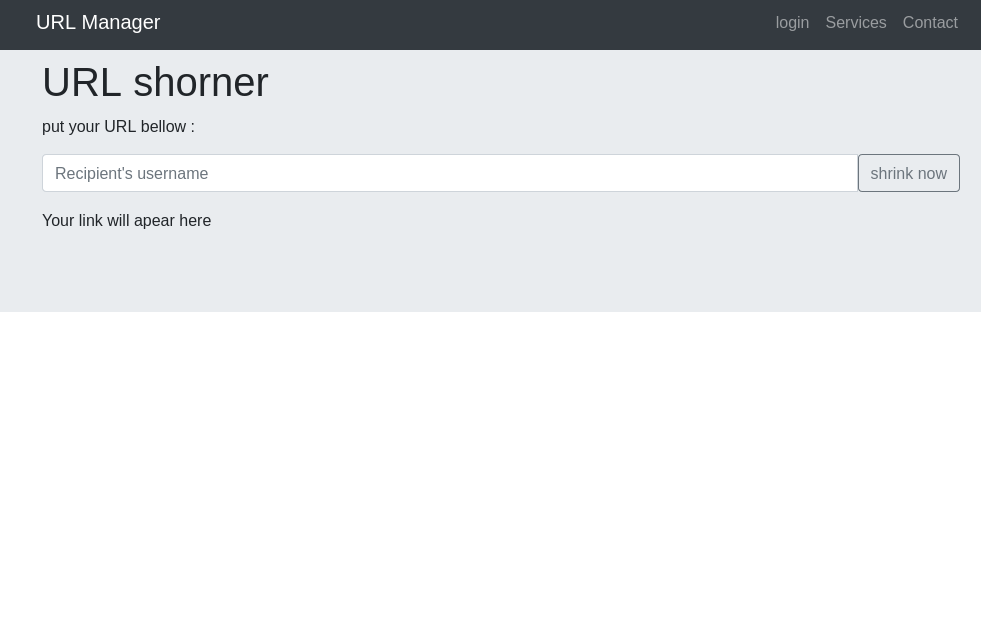 URL Manager login Services Contact
URL shorner
put your URL bellow :
Recipient's username shrink now
Your link will apear here